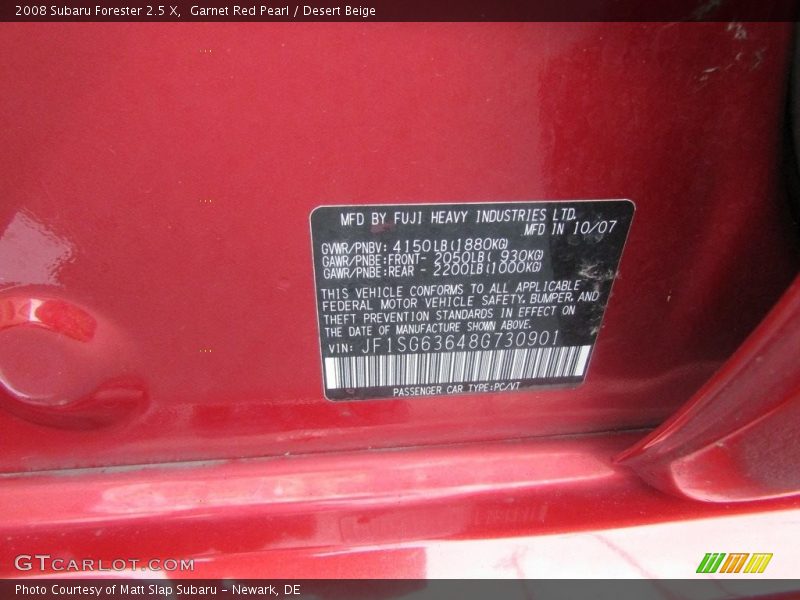 2008 Subaru Forester 2.5 X,  Garnet Red Pearl / Desert Beige
MFD BY FUJI HEAVY INDUSTRIES LTD.
MFD IN 10/07
GVWR/PNBV: 4150LB(1880KG)
GAWR/PNBE:FRONT- 2050LB( 930KG)
GAWR/PNBE:REAR - 2200LB(1000KG)
THIS VEHICLE CONFORMS TO ALL APPLICABLE
FEDERAL MOTOR VEHICLE SAFETY, BUMPER, AND
THEFT PREVENTION STANDARDS IN EFFECT ON
THE DATE OF MANUFACTURE SHOWN ABOVE.
VIN: JF1SG63648G730901
PASSENGER CAR TYPE:PC/VT
GTCARLOT.COM
Photo Courtesy of Matt Slap Subaru - Newark, DE